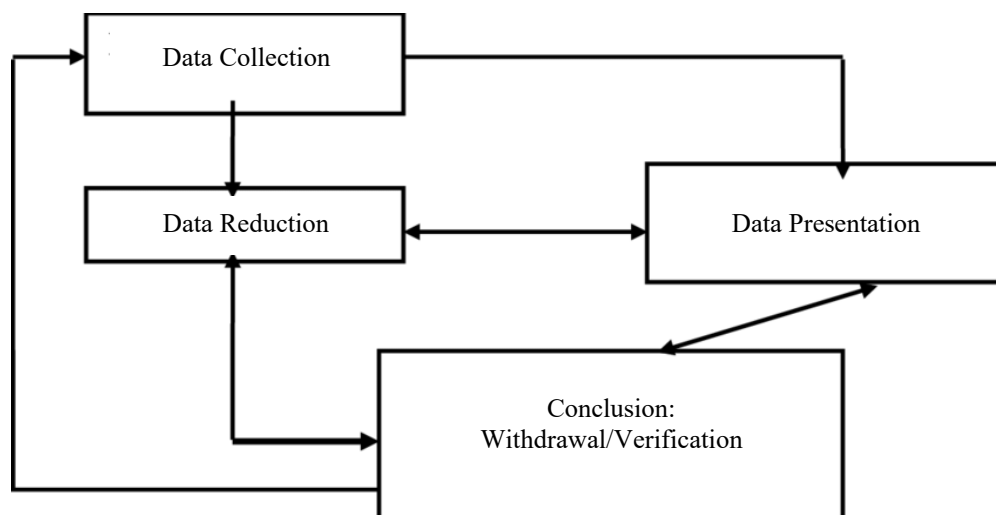 Data Collection
Data Reduction
Data Presentation
Conclusion:
Withdrawal/Verification